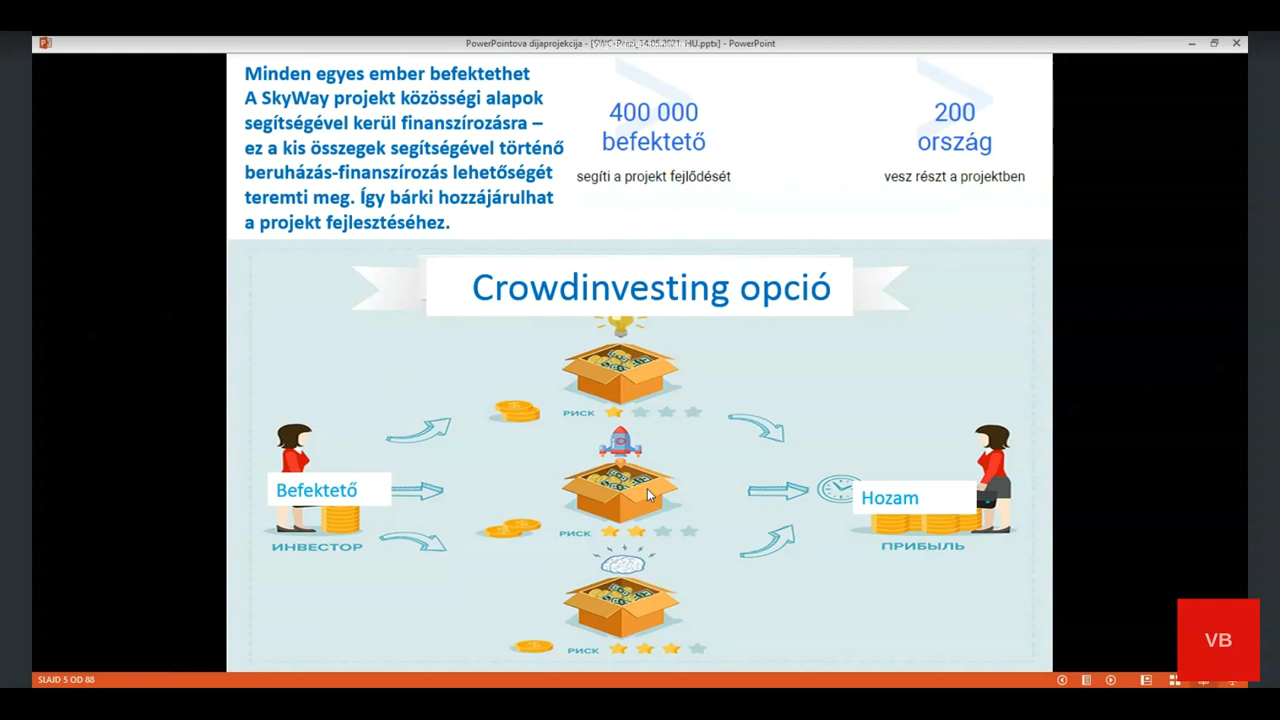 PowerPointova dijaprojekcija - [SWC-Prezi_14.05.2021._HU.pptx] - PowerPoint
Minden egyes ember befektethet
A SkyWay projekt közösségi alapok
segítségével kerül finanszírozásra –
ez a kis összegek segítségével történő
beruházás-finanszírozás lehetőségét
teremti meg. Így bárki hozzájárulhat
a projekt fejlesztéséhez.
400 000
befektető
segíti a projekt fejlődését
200
ország
vesz részt a projektben
Crowdinvesting opció
РИСК
Befektető
ИНВЕСТОР
РИСК
Hozam
ПРИБЫЛЬ
РИСК
VB
SLAJD 5 OD 88